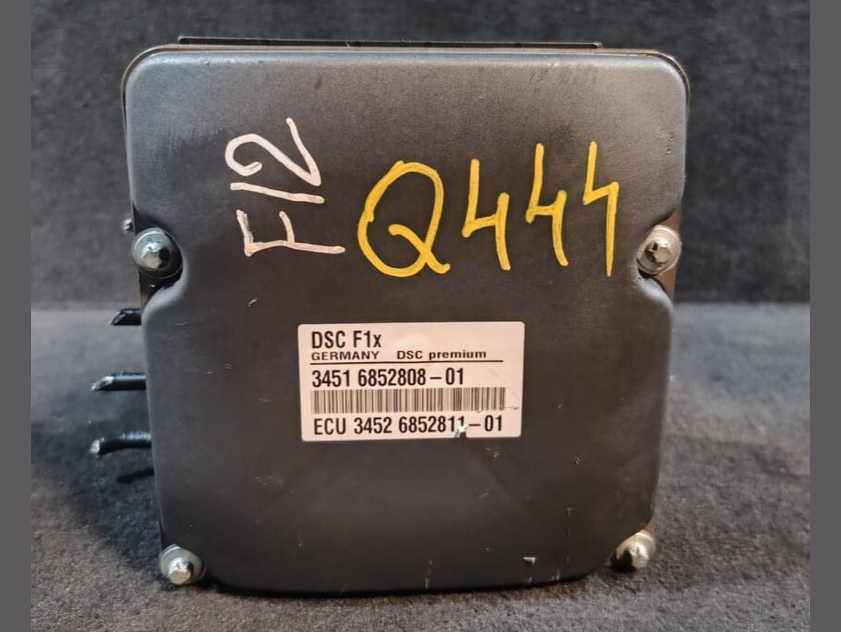 F12
Q444
DSC F1x
GERMANY DSC premium
3451 6852808-01
ECU 3452 6852811-01